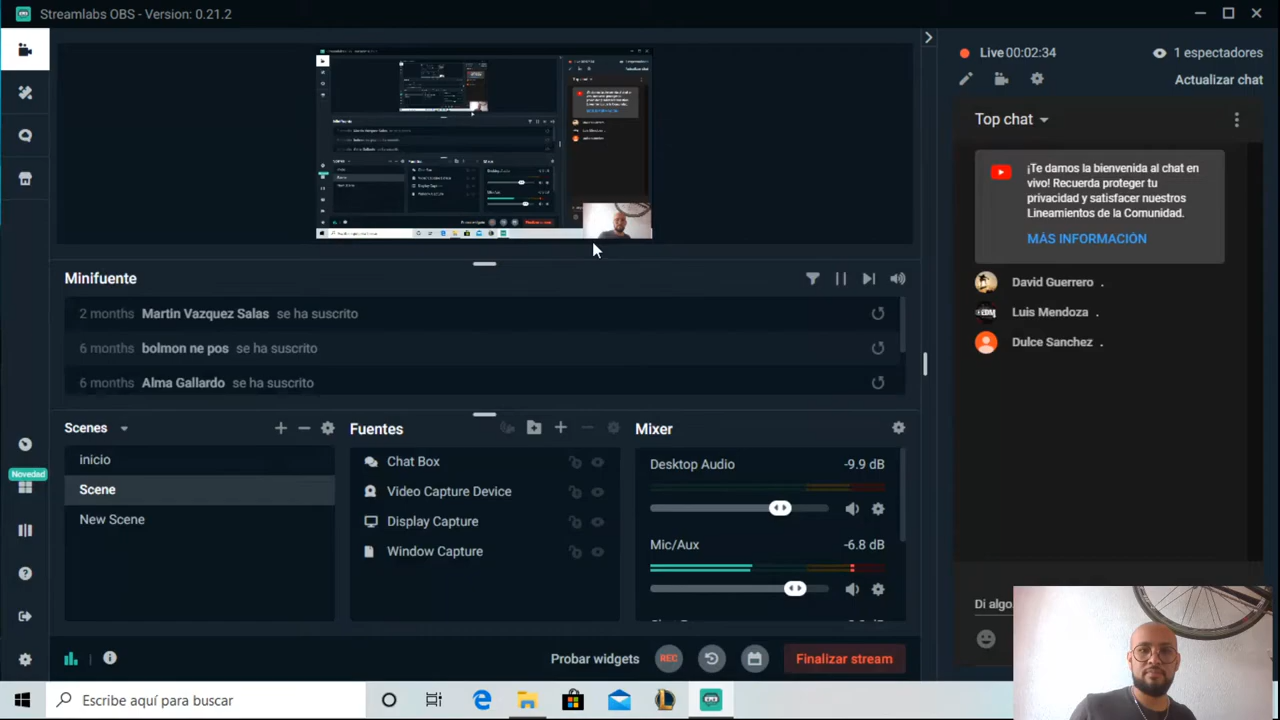 Streamlabs OBS - Version: 0.21.2
Live 00:02:34
1 espectadores
Actualizar chat
Top chat
¡Te damos la bienvenida al chat en
vivo! Recuerda proteger tu
privacidad y satisfacer nuestros
Lineamientos de la Comunidad.
MÁS INFORMACIÓN
David Guerrero .
Luis Mendoza .
Dulce Sanchez .
Di algo
Minifuente
2 months Martin Vazquez Salas se ha suscrito
6 months bolmon ne pos se ha suscrito
6 months Alma Gallardo se ha suscrito
Scenes
inicio
Scene
New Scene
Fuentes
Chat Box
Video Capture Device
Display Capture
Window Capture
Mixer
Desktop Audio -9.9 dB
Mic/Aux -6.8 dB
Novedad
Probar widgets
REC
Finalizar stream
Escribe aquí para buscar